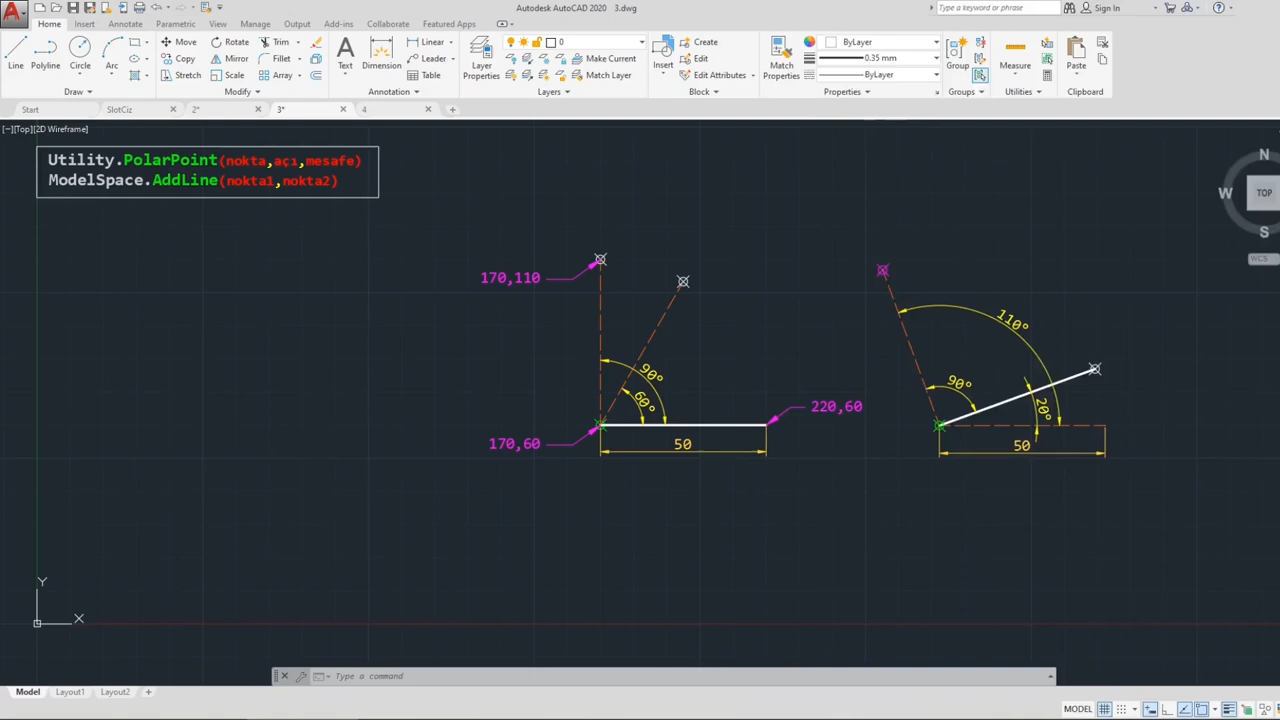 Autodesk AutoCAD 2020 3.dwg
Type a keyword or phrase
Sign In
Home Insert Annotate Parametric View Manage Output Add-ins Collaborate Featured Apps
Line
Polyline
Circle
Arc
Draw
Move
Rotate
Trim
Copy
Mirror
Fillet
Stretch
Scale
Array
Modify
Text
Dimension
Linear
Leader
Table
Annotation
Layer
Properties
0
Make Current
Match Layer
Layers
Insert
Create
Edit
Edit Attributes
Block
Match
Properties
ByLayer
0.35 mm
ByLayer
Properties
Group
Groups
Measure
Utilities
Paste
Clipboard
Start SlotCiz 2* 3* 4
[−][Top][2D Wireframe]
Utility.PolarPoint(nokta,açı,mesafe)
ModelSpace.AddLine(nokta1,nokta2)
N
W
TOP
S
WCS
170,110
110°
90°
60°
90°
20°
220,60
170,60
50
50
Y
X
Type a command
Model Layout1 Layout2
MODEL